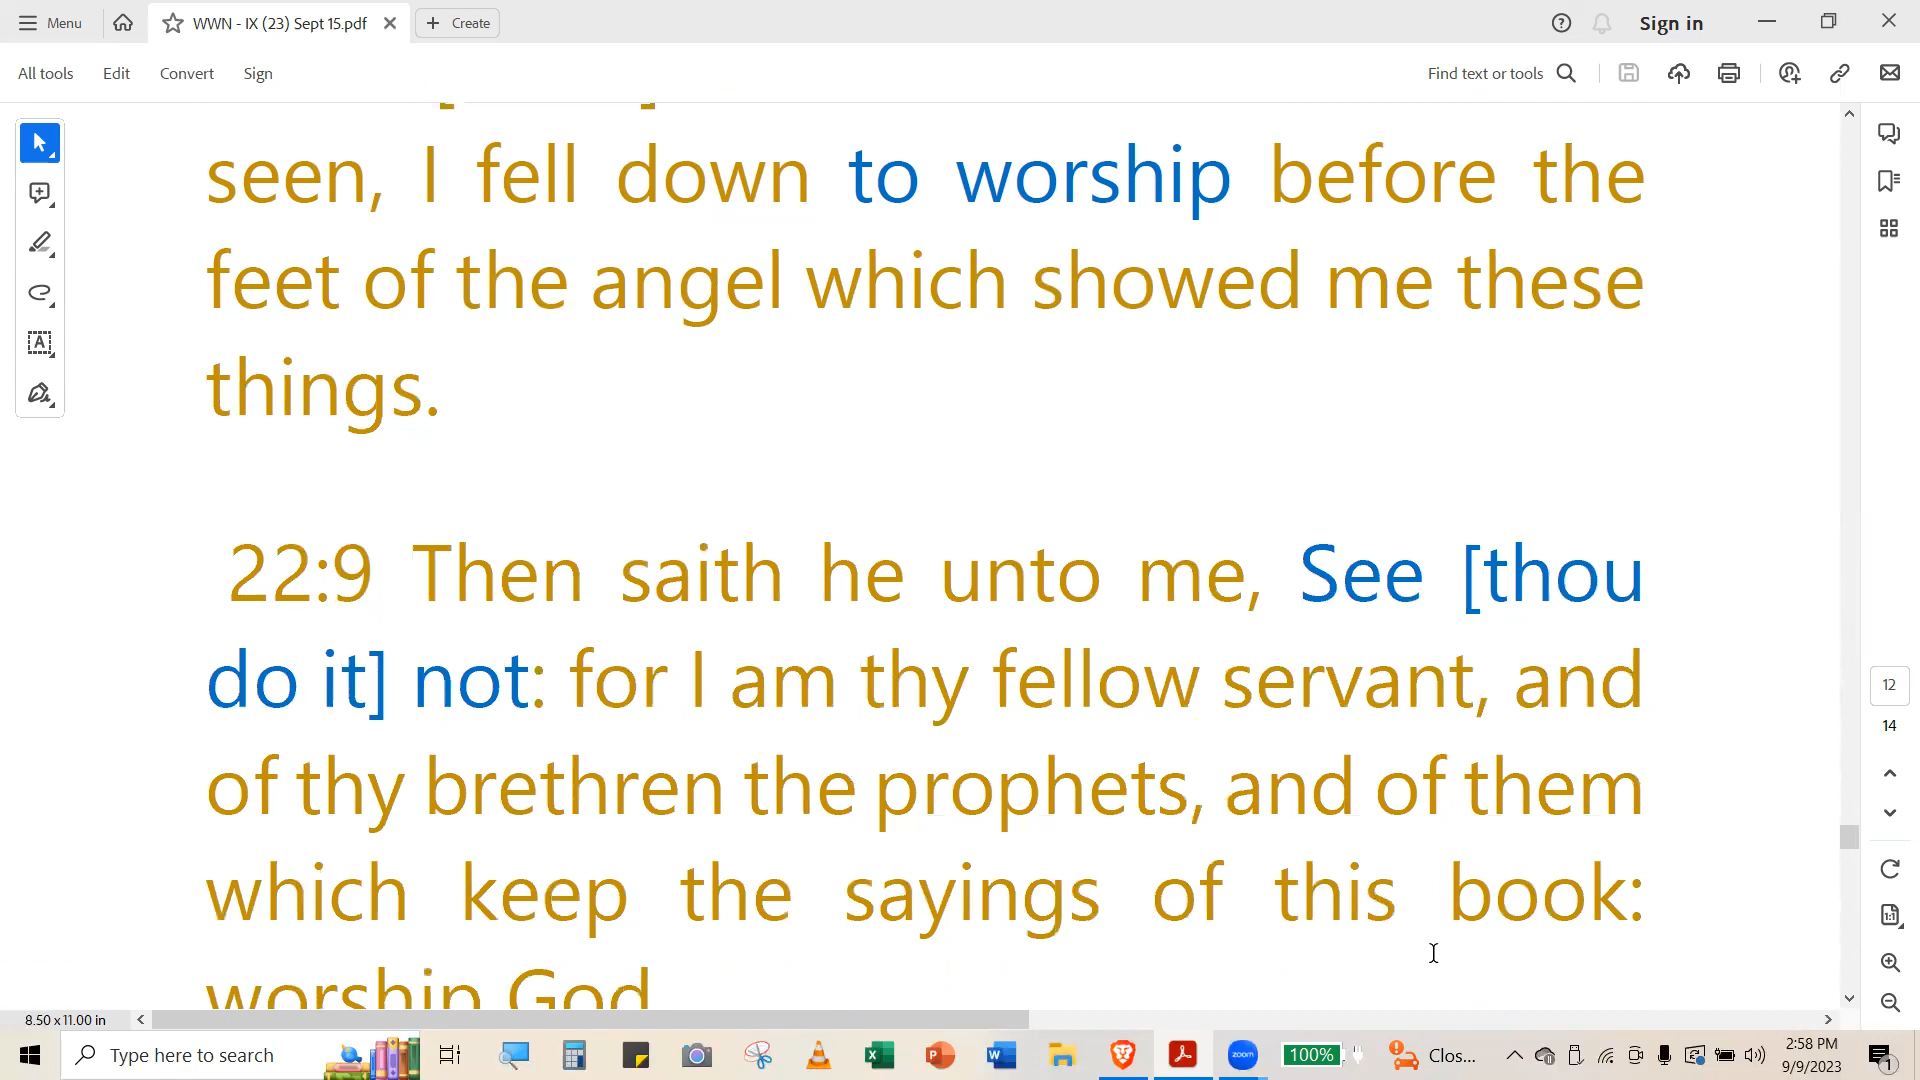 Menu
WWN - IX (23) Sept 15.pdf
Create
Sign in
All tools
Edit
Convert
Sign
Find text or tools
seen, I fell down to worship before the
feet of the angel which showed me these
things.
22:9 Then saith he unto me, See [thou
do it] not: for I am thy fellow servant, and
of thy brethren the prophets, and of them
which keep the sayings of this book:
worship God
12
14
8.50 x 11.00 in
Type here to search
zoom
100%
Clos...
2:58 PM
9/9/2023
1